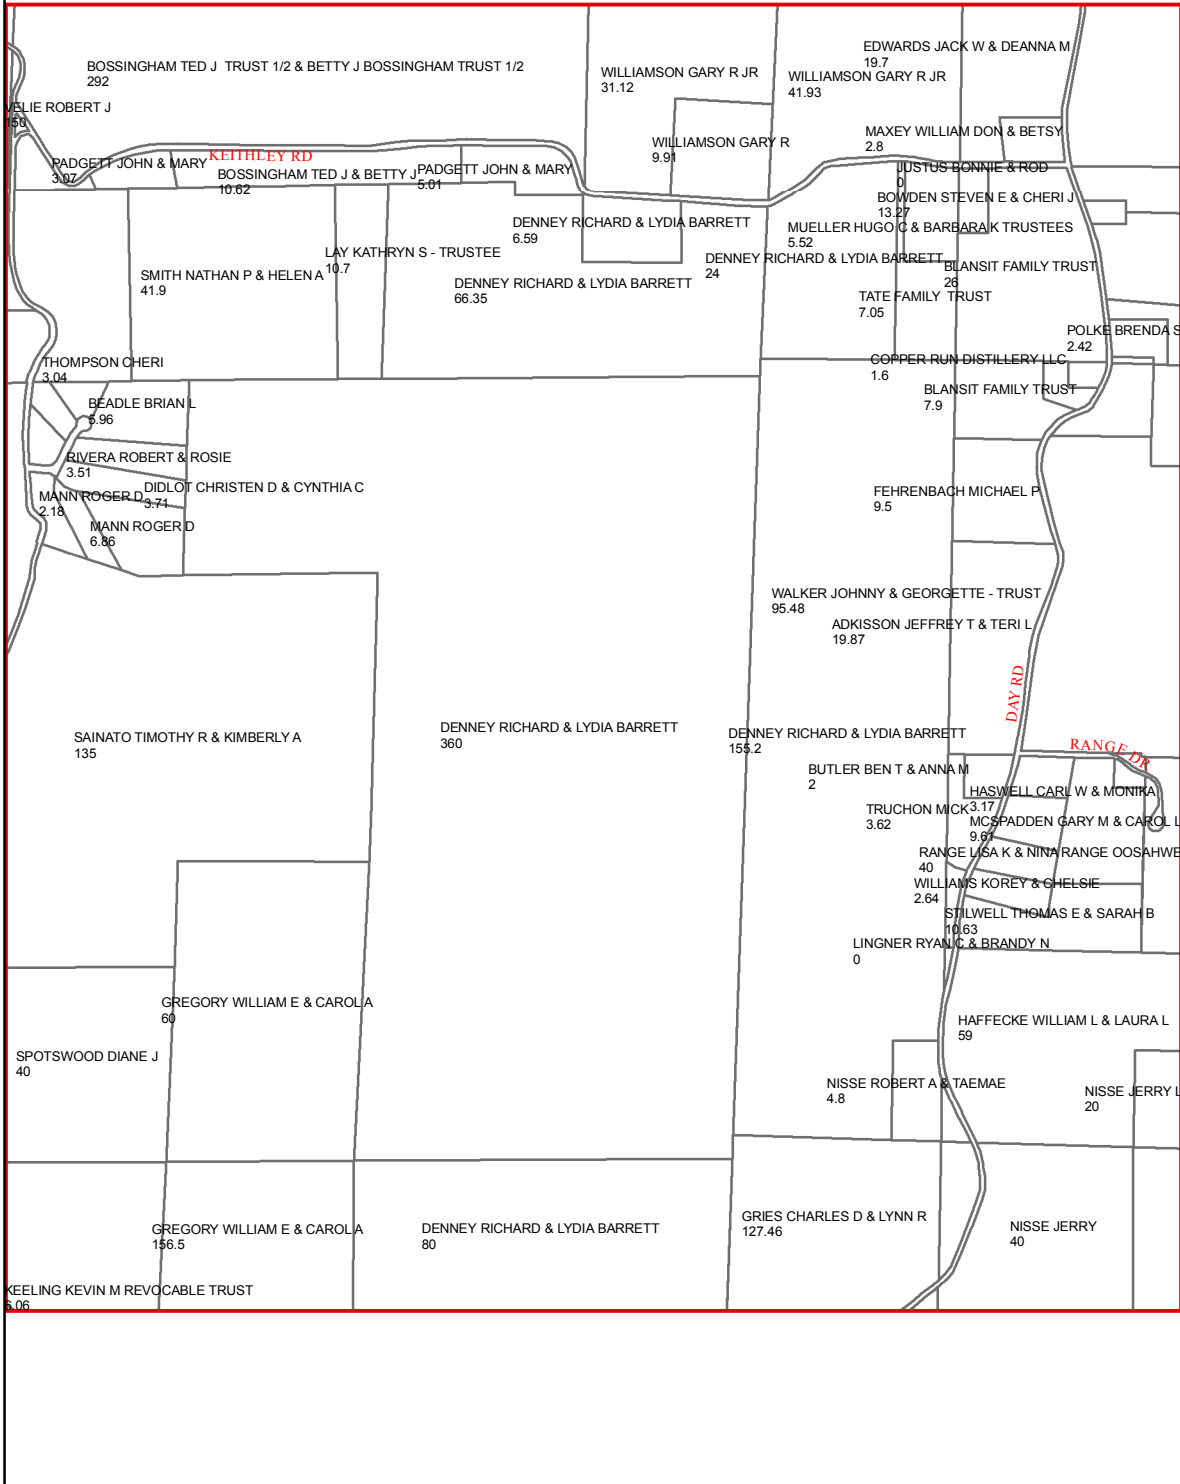 EDWARDS JACK W & DEANNA M
19.7
BOSSINGHAM TED J  TRUST 1/2 & BETTY J BOSSINGHAM TRUST 1/2
292
WILLIAMSON GARY R JR
31.12
WILLIAMSON GARY R JR
41.93
VELIE ROBERT J
150
WILLIAMSON GARY R
9.91
MAXEY WILLIAM DON & BETSY
2.8
KEITHLEY RD
PADGETT JOHN & MARY
3.07
BOSSINGHAM TED J & BETTY J
10.62
PADGETT JOHN & MARY
5.01
JUSTUS BONNIE & ROD
0
BOWDEN STEVEN E & CHERI J
13.27
DENNEY RICHARD & LYDIA BARRETT
6.59
MUELLER HUGO C & BARBARA K TRUSTEES
5.52
LAY KATHRYN S - TRUSTEE
10.7
DENNEY RICHARD & LYDIA BARRETT
24
BLANSIT FAMILY TRUST
26
SMITH NATHAN P & HELEN A
41.9
DENNEY RICHARD & LYDIA BARRETT
66.35
TATE FAMILY  TRUST
7.05
POLKE BRENDA S
2.42
THOMPSON CHERI
3.04
COPPER RUN DISTILLERY LLC
1.6
BLANSIT FAMILY TRUST
7.9
BEADLE BRIAN L
5.96
RIVERA ROBERT & ROSIE
3.51
DIDLOT CHRISTEN D & CYNTHIA C
3.71
MANN ROGER D
2.18
FEHRENBACH MICHAEL P
9.5
MANN ROGER D
6.86
WALKER JOHNNY & GEORGETTE - TRUST
95.48
ADKISSON JEFFREY T & TERI L
19.87
DAY RD
SAINATO TIMOTHY R & KIMBERLY A
135
DENNEY RICHARD & LYDIA BARRETT
360
DENNEY RICHARD & LYDIA BARRETT
155.2
RANGE DR
BUTLER BEN T & ANNA M
2
HASWELL CARL W & MONIKA
3.17
TRUCHON MICK
3.62
MCSPADDEN GARY M & CAROL L
9.61
RANGE LISA K & NINA RANGE OOSAHWE
40
WILLIAMS KOREY & CHELSIE
2.64
STILWELL THOMAS E & SARAH B
10.63
LINGNER RYAN C & BRANDY N
0
GREGORY WILLIAM E & CAROL A
60
HAFFECKE WILLIAM L & LAURA L
59
SPOTSWOOD DIANE J
40
NISSE ROBERT A & TAEMAE
4.8
NISSE JERRY L
20
GREGORY WILLIAM E & CAROL A
156.5
DENNEY RICHARD & LYDIA BARRETT
80
GRIES CHARLES D & LYNN R
127.46
NISSE JERRY
40
KEELING KEVIN M REVOCABLE TRUST
6.06